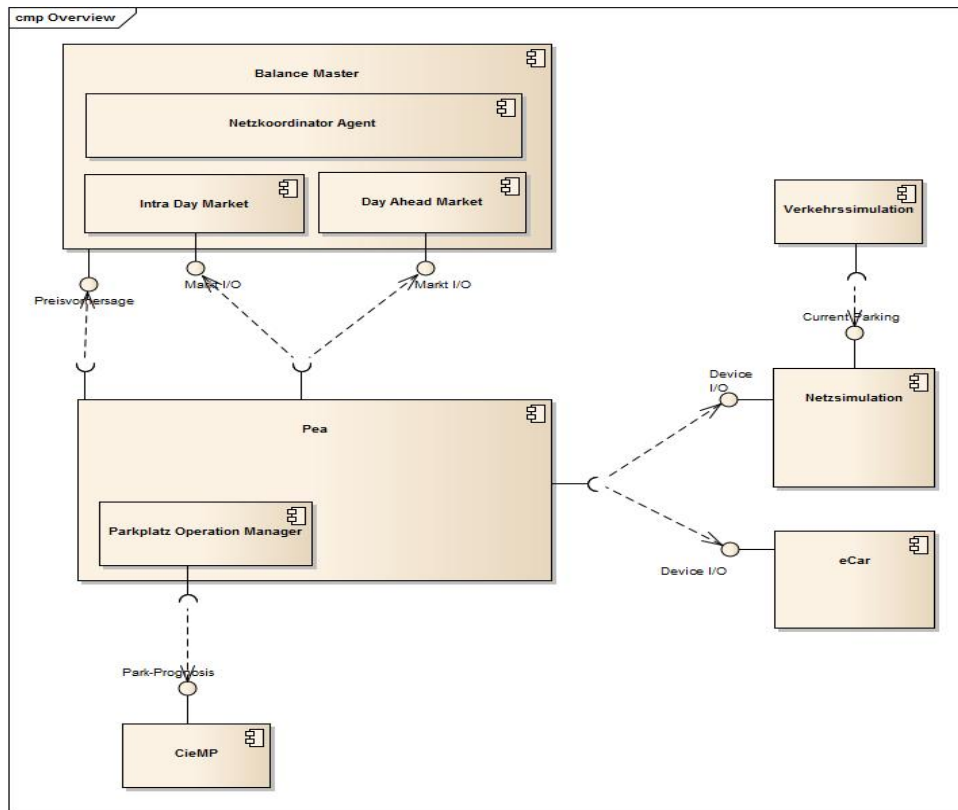 cmp Overview
Balance Master
Netzkoordinator Agent
Intra Day Market
Day Ahead Market
Verkehrssimulation
Preisvorhersage
Markt I/O
Markt I/O
Current Parking
Device
I/O
Netzsimulation
Pea
Parkplatz Operation Manager
Device I/O
eCar
Park-Prognosis
CieMP